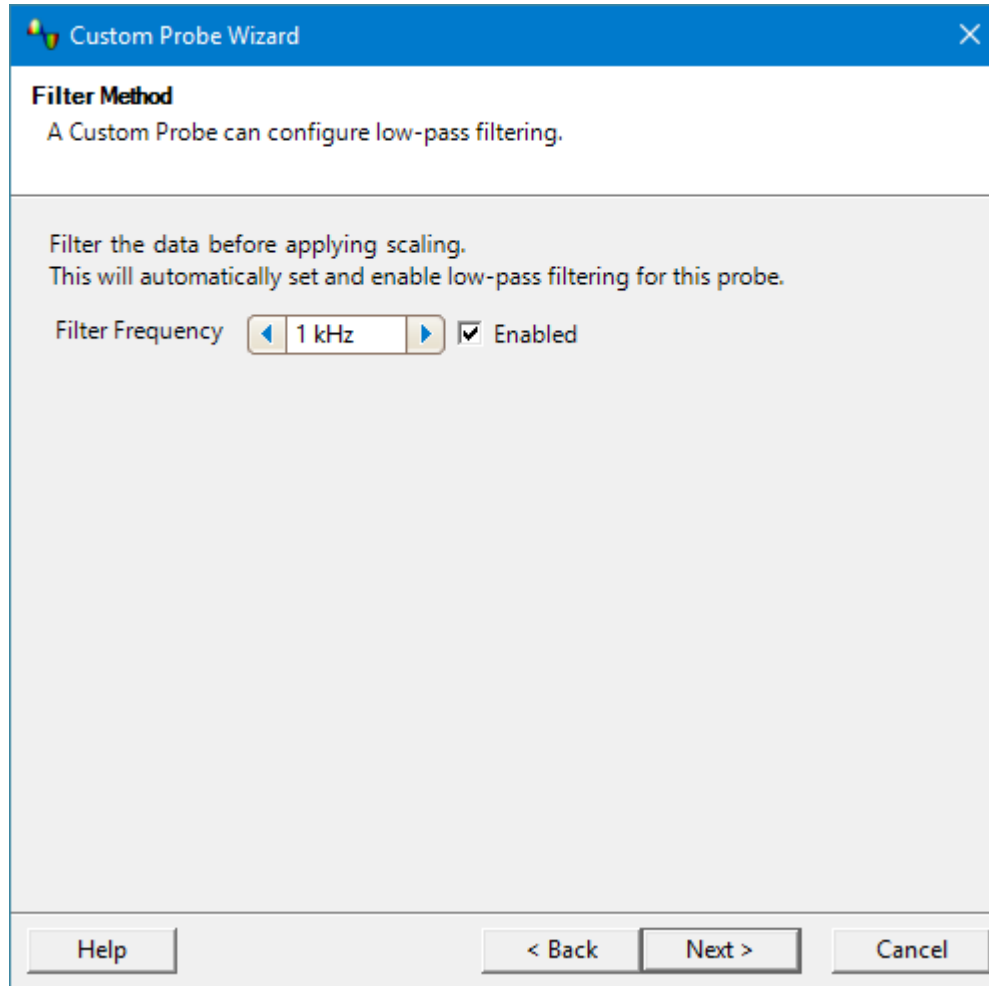 Custom Probe Wizard
Filter Method
A Custom Probe can configure low-pass filtering.
Filter the data before applying scaling.
This will automatically set and enable low-pass filtering for this probe.
Filter Frequency 1 kHz Enabled
Help < Back Next > Cancel